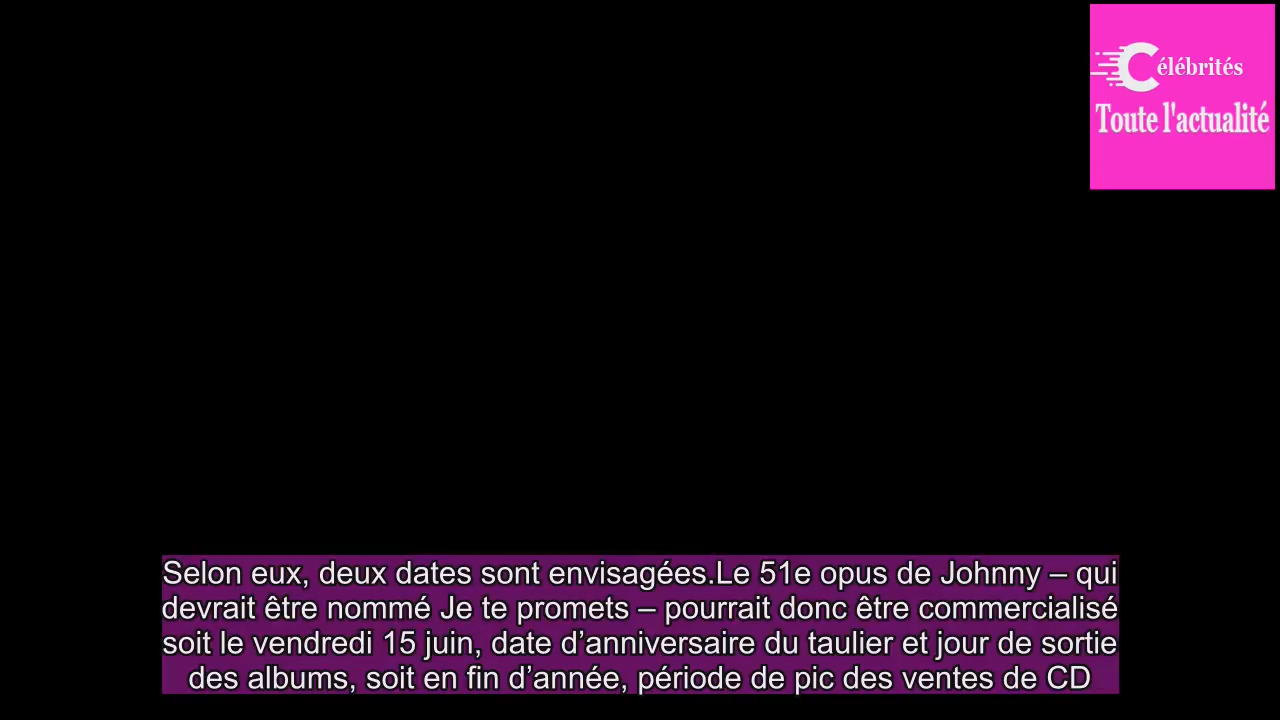 Célébrités
Toute l'actualité
Selon eux, deux dates sont envisagées.Le 51e opus de Johnny – qui
devrait être nommé Je te promets – pourrait donc être commercialisé
soit le vendredi 15 juin, date d’anniversaire du taulier et jour de sortie
des albums, soit en fin d’année, période de pic des ventes de CD